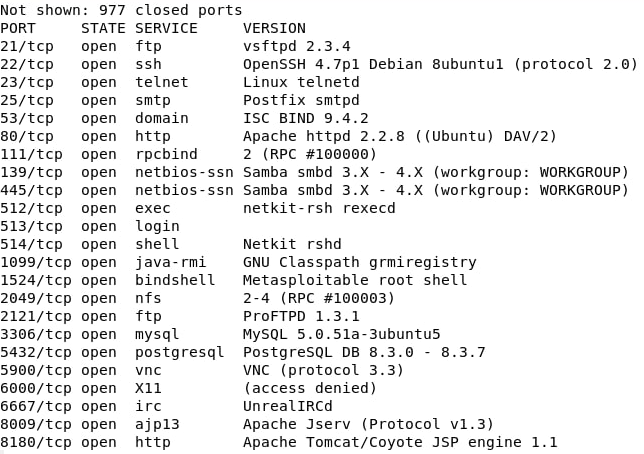 Not shown: 977 closed ports
PORT     STATE SERVICE     VERSION
21/tcp   open  ftp         vsftpd 2.3.4
22/tcp   open  ssh         OpenSSH 4.7p1 Debian 8ubuntu1 (protocol 2.0)
23/tcp   open  telnet      Linux telnetd
25/tcp   open  smtp        Postfix smtpd
53/tcp   open  domain      ISC BIND 9.4.2
80/tcp   open  http        Apache httpd 2.2.8 ((Ubuntu) DAV/2)
111/tcp  open  rpcbind     2 (RPC #100000)
139/tcp  open  netbios-ssn Samba smbd 3.X - 4.X (workgroup: WORKGROUP)
445/tcp  open  netbios-ssn Samba smbd 3.X - 4.X (workgroup: WORKGROUP)
512/tcp  open  exec        netkit-rsh rexecd
513/tcp  open  login
514/tcp  open  shell       Netkit rshd
1099/tcp open  java-rmi    GNU Classpath grmiregistry
1524/tcp open  bindshell   Metasploitable root shell
2049/tcp open  nfs         2-4 (RPC #100003)
2121/tcp open  ftp         ProFTPD 1.3.1
3306/tcp open  mysql       MySQL 5.0.51a-3ubuntu5
5432/tcp open  postgresql  PostgreSQL DB 8.3.0 - 8.3.7
5900/tcp open  vnc         VNC (protocol 3.3)
6000/tcp open  X11         (access denied)
6667/tcp open  irc         UnrealIRCd
8009/tcp open  ajp13       Apache Jserv (Protocol v1.3)
8180/tcp open  http        Apache Tomcat/Coyote JSP engine 1.1